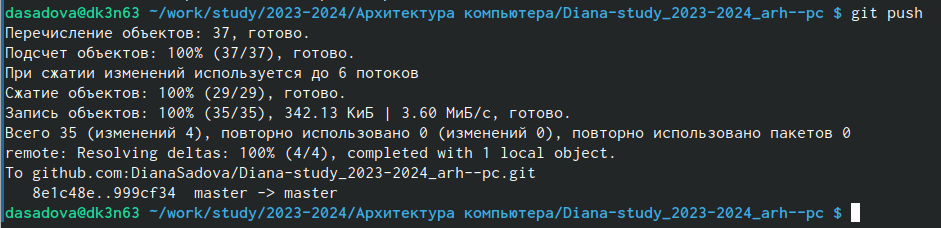 dasadova@dk3n63 ~/work/study/2023-2024/Архитектура компьютера/Diana-study_2023-2024_arh--pc $ git push
Перечисление объектов: 37, готово.
Подсчет объектов: 100% (37/37), готово.
При сжатии изменений используется до 6 потоков
Сжатие объектов: 100% (29/29), готово.
Запись объектов: 100% (35/35), 342.13 КиБ | 3.60 МиБ/с, готово.
Всего 35 (изменений 4), повторно использовано 0 (изменений 0), повторно использовано пакетов 0
remote: Resolving deltas: 100% (4/4), completed with 1 local object.
To github.com:DianaSadova/Diana-study_2023-2024_arh--pc.git
   8e1c48e..999cf34  master -> master
dasadova@dk3n63 ~/work/study/2023-2024/Архитектура компьютера/Diana-study_2023-2024_arh--pc $